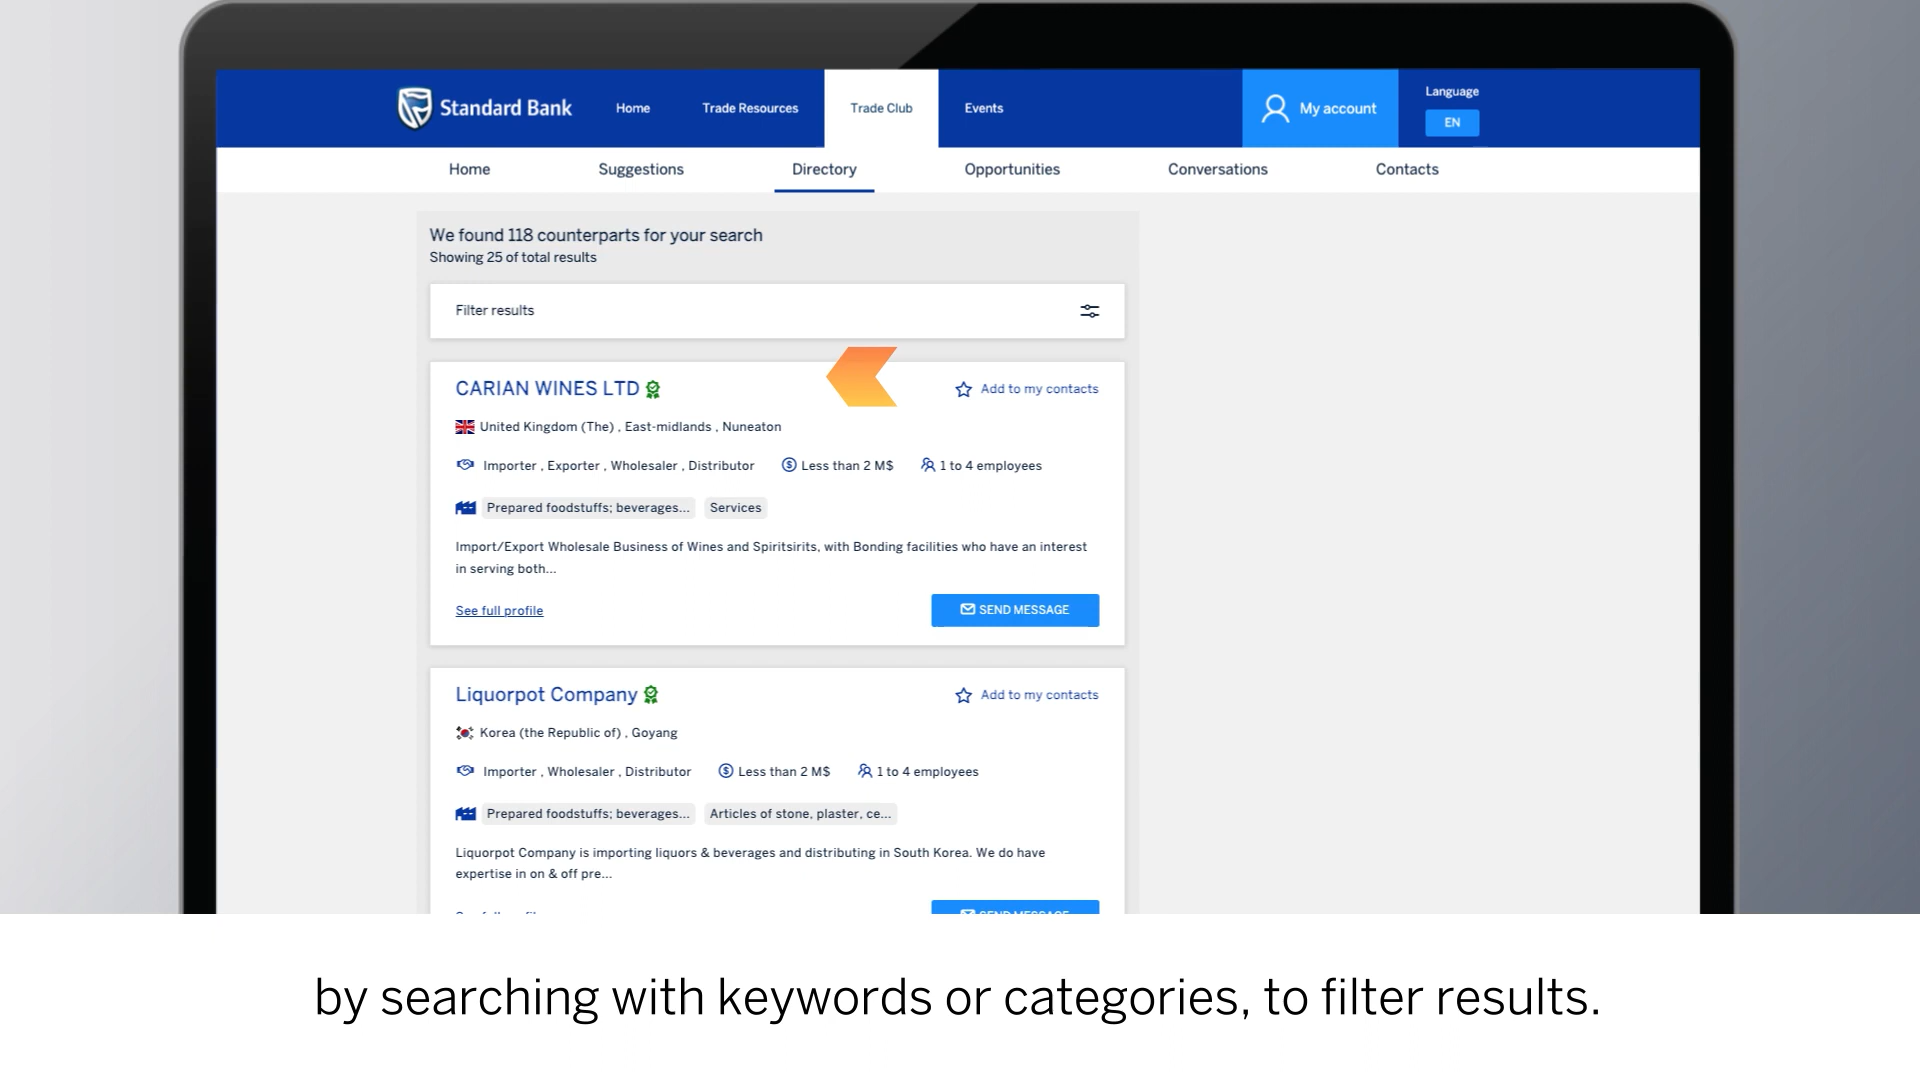 Standard Bank
Home
Trade Resources
Trade Club
Events
My account
Language
EN
Home
Suggestions
Directory
Opportunities
Conversations
Contacts
We found 118 counterparts for your search
Showing 25 of total results
Filter results
CARIAN WINES LTD
Add to my contacts
United Kingdom (The) , East-midlands , Nuneaton
Importer , Exporter , Wholesaler , Distributor
Less than 2 M$
1 to 4 employees
Prepared foodstuffs; beverages...
Services
Import/Export Wholesale Business of Wines and Spiritsirits, with Bonding facilities who have an interest
in serving both...
See full profile
SEND MESSAGE
Liquorpot Company
Add to my contacts
Korea (the Republic of) , Goyang
Importer , Wholesaler , Distributor
Less than 2 M$
1 to 4 employees
Prepared foodstuffs; beverages...
Articles of stone, plaster, ce...
Liquorpot Company is importing liquors & beverages and distributing in South Korea. We do have
expertise in on & off pre...
by searching with keywords or categories, to filter results.